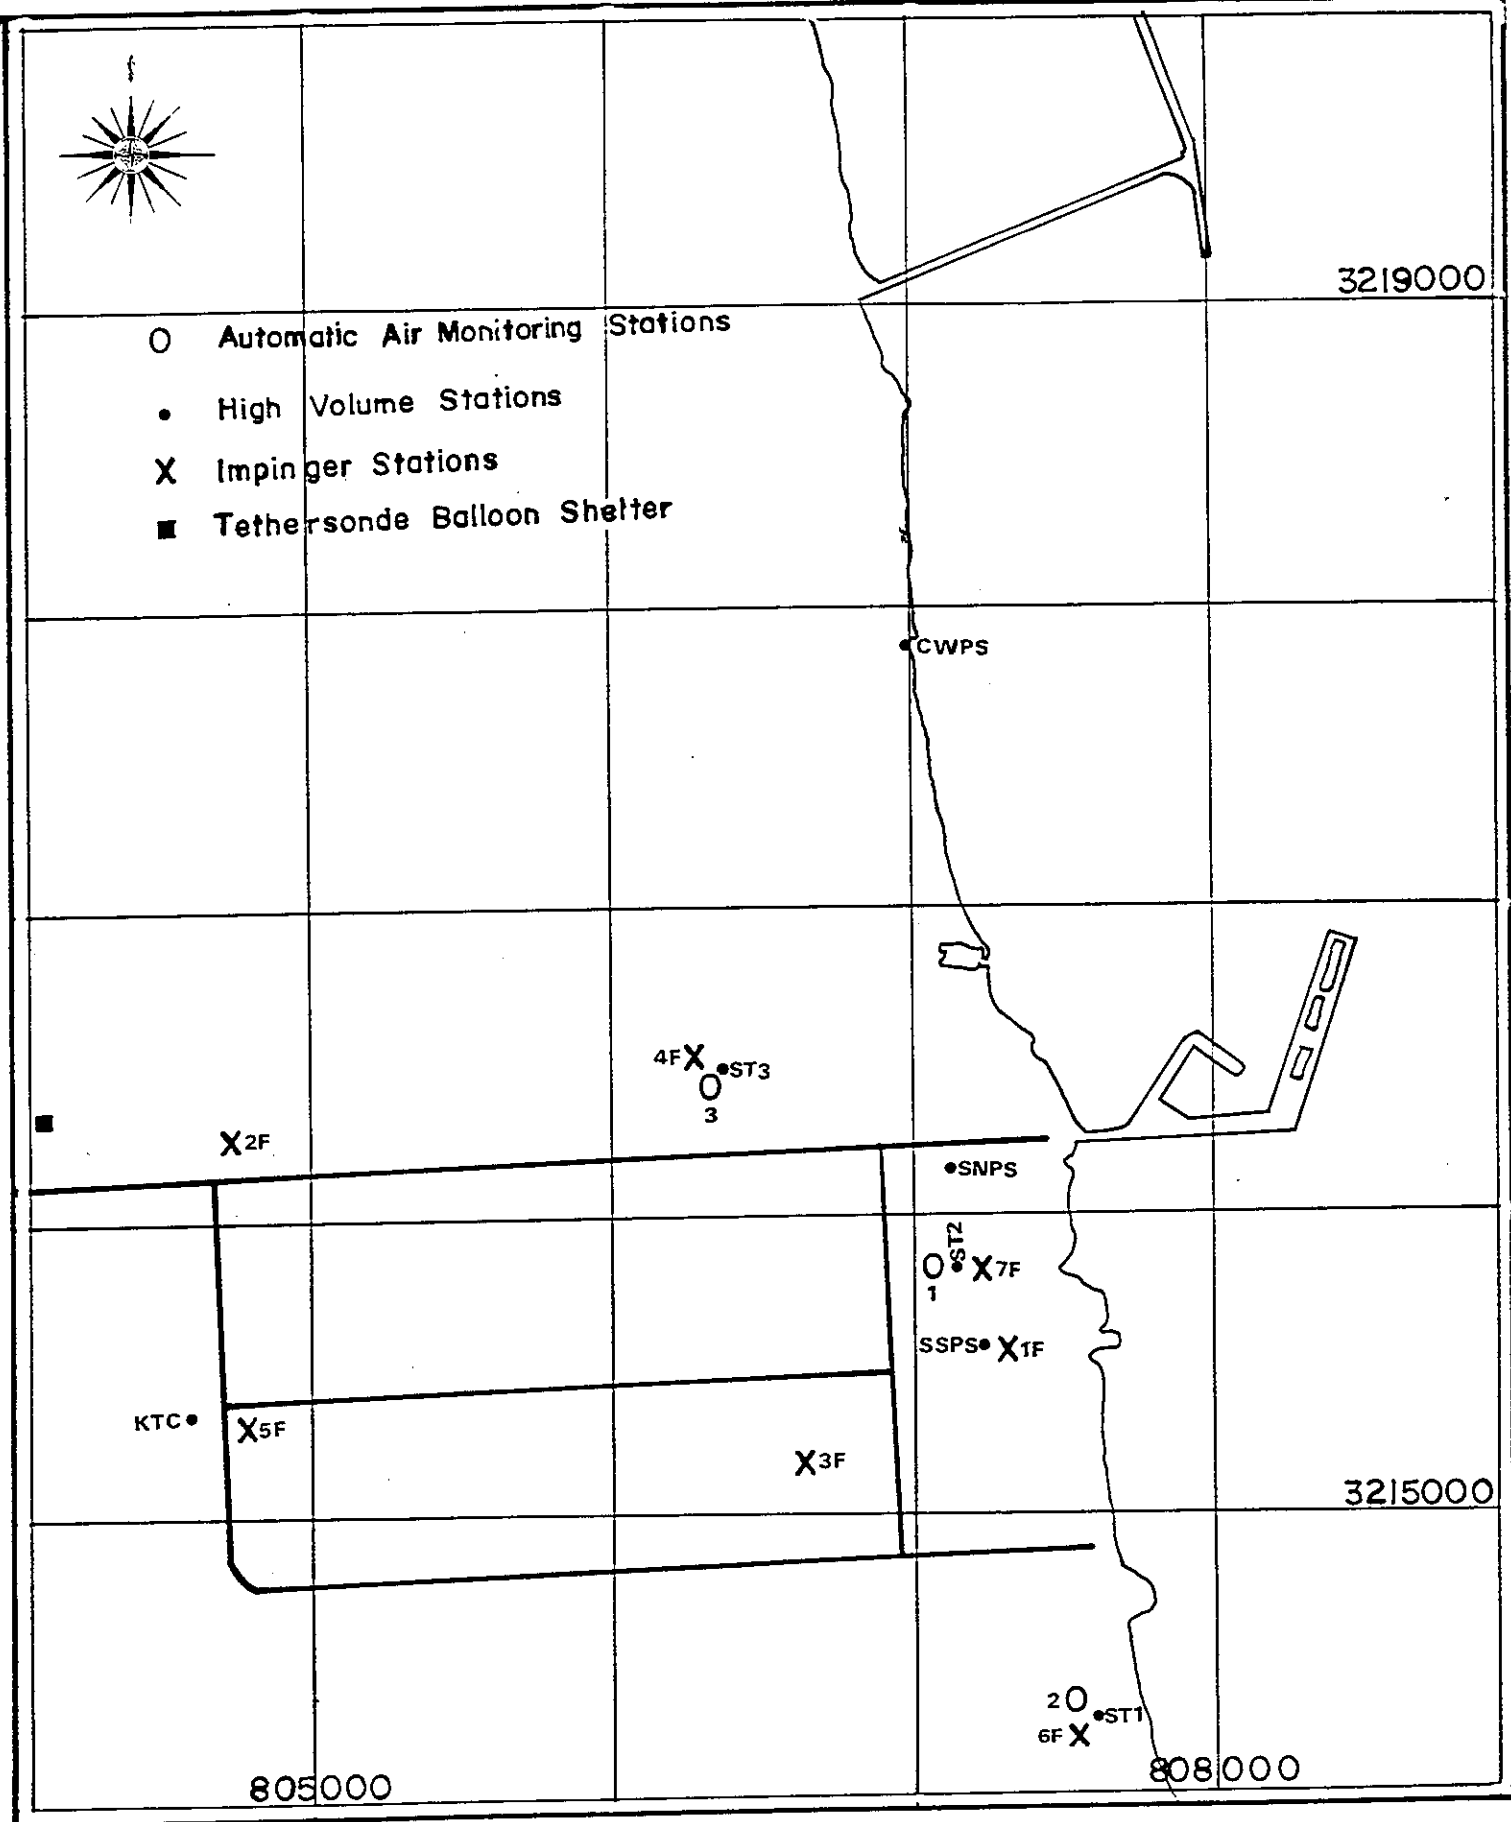 3219000
O Automatic Air Monitoring Stations
• High Volume Stations
X Impinger Stations
■ Tethersonde Balloon Shelter
CWPS
4F X ST3
O
3
X 2F
SNPS
ST2
O X 7F
1
SSPS X 1F
KTC
X 5F
X 3F
3215000
2 O
ST1
6F X
805000
808000